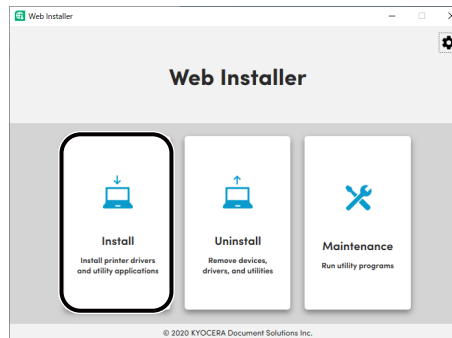 Web Installer
Web Installer
Install
Install printer drivers
and utility applications
Uninstall
Remove devices,
drivers, and utilities
Maintenance
Run utility programs
© 2020 KYOCERA Document Solutions Inc.